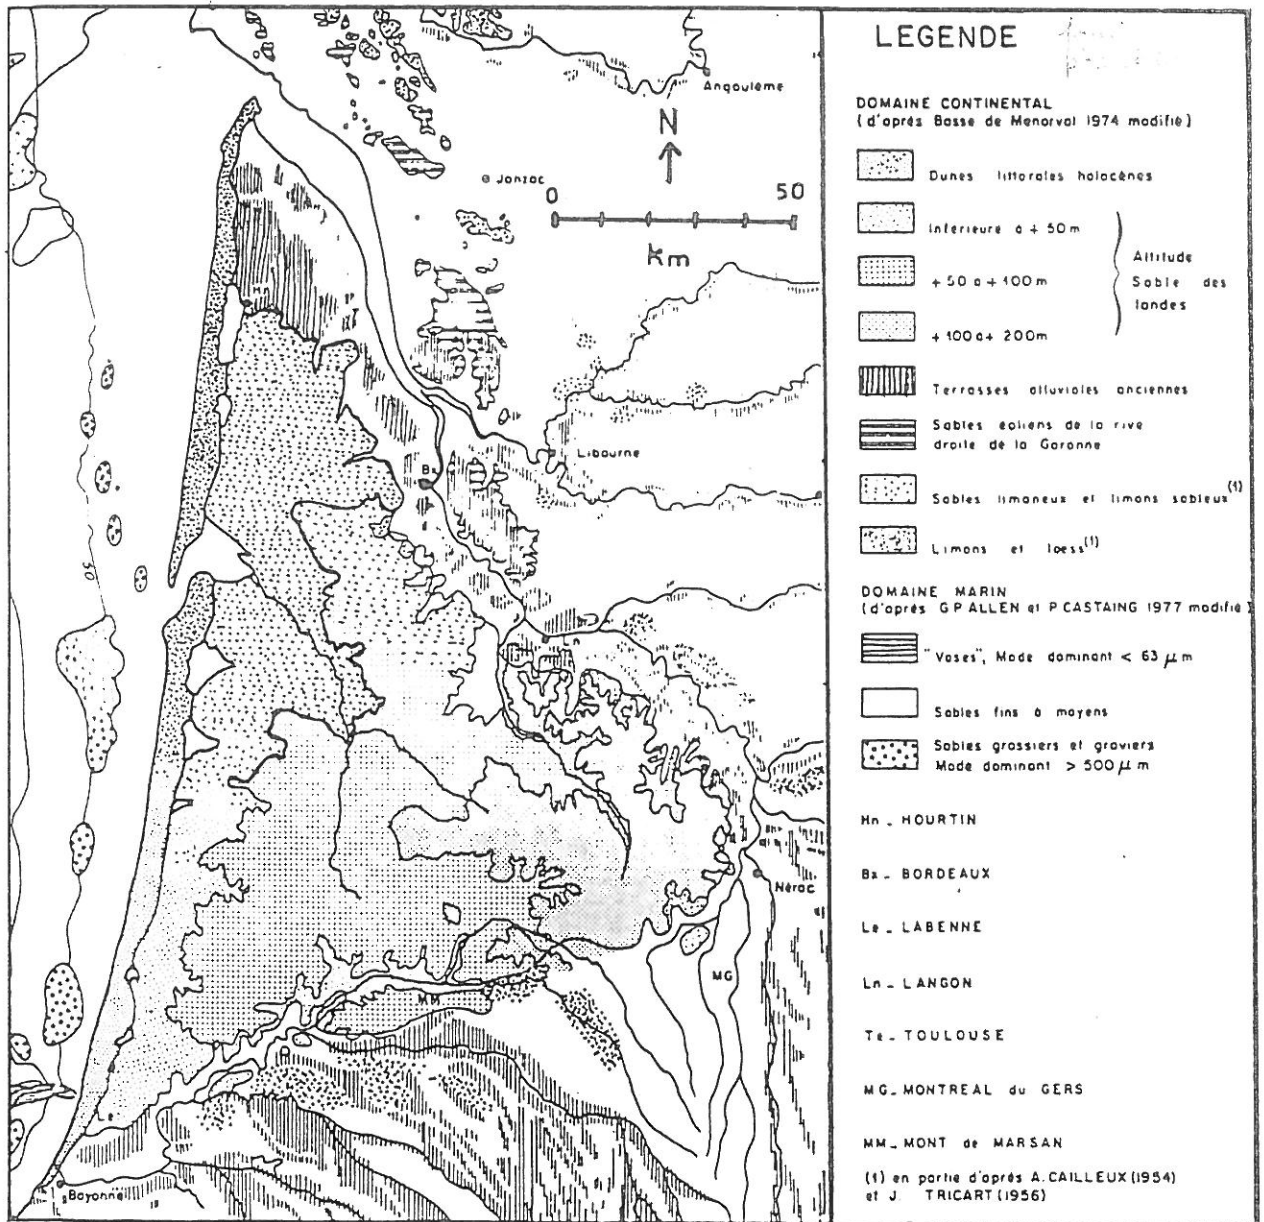 Angoulême
N
Jonzac
0 50
Km
Hn
Libourne
Bx
50
Ln
Nérac
MG
MM
D
Le
Bayonne
LEGENDE
DOMAINE CONTINENTAL
(d'après Basse de Menorval 1974 modifié)
Dunes littorales holocènes
Inférieure à + 50m
+ 50 à + 100m
+ 100 à + 200m
Altitude
Sable des
landes
Terrasses alluviales anciennes
Sables éoliens de la rive
droite de la Garonne
Sables limoneux et limons sableux(1)
Limons et loess(1)
DOMAINE MARIN
(d'après G.P ALLEN et P CASTAING 1977 modifié)
"Vases", Mode dominant < 63 μm
Sables fins à moyens
Sables grossiers et graviers
Mode dominant > 500 μm
Hn _ HOURTIN
Bx _ BORDEAUX
Le _ LABENNE
Ln _ LANGON
Te _ TOULOUSE
MG _ MONTREAL du GERS
MM _ MONT de MARSAN
(1) en partie d'après A. CAILLEUX (1954)
et J. TRICART (1956)